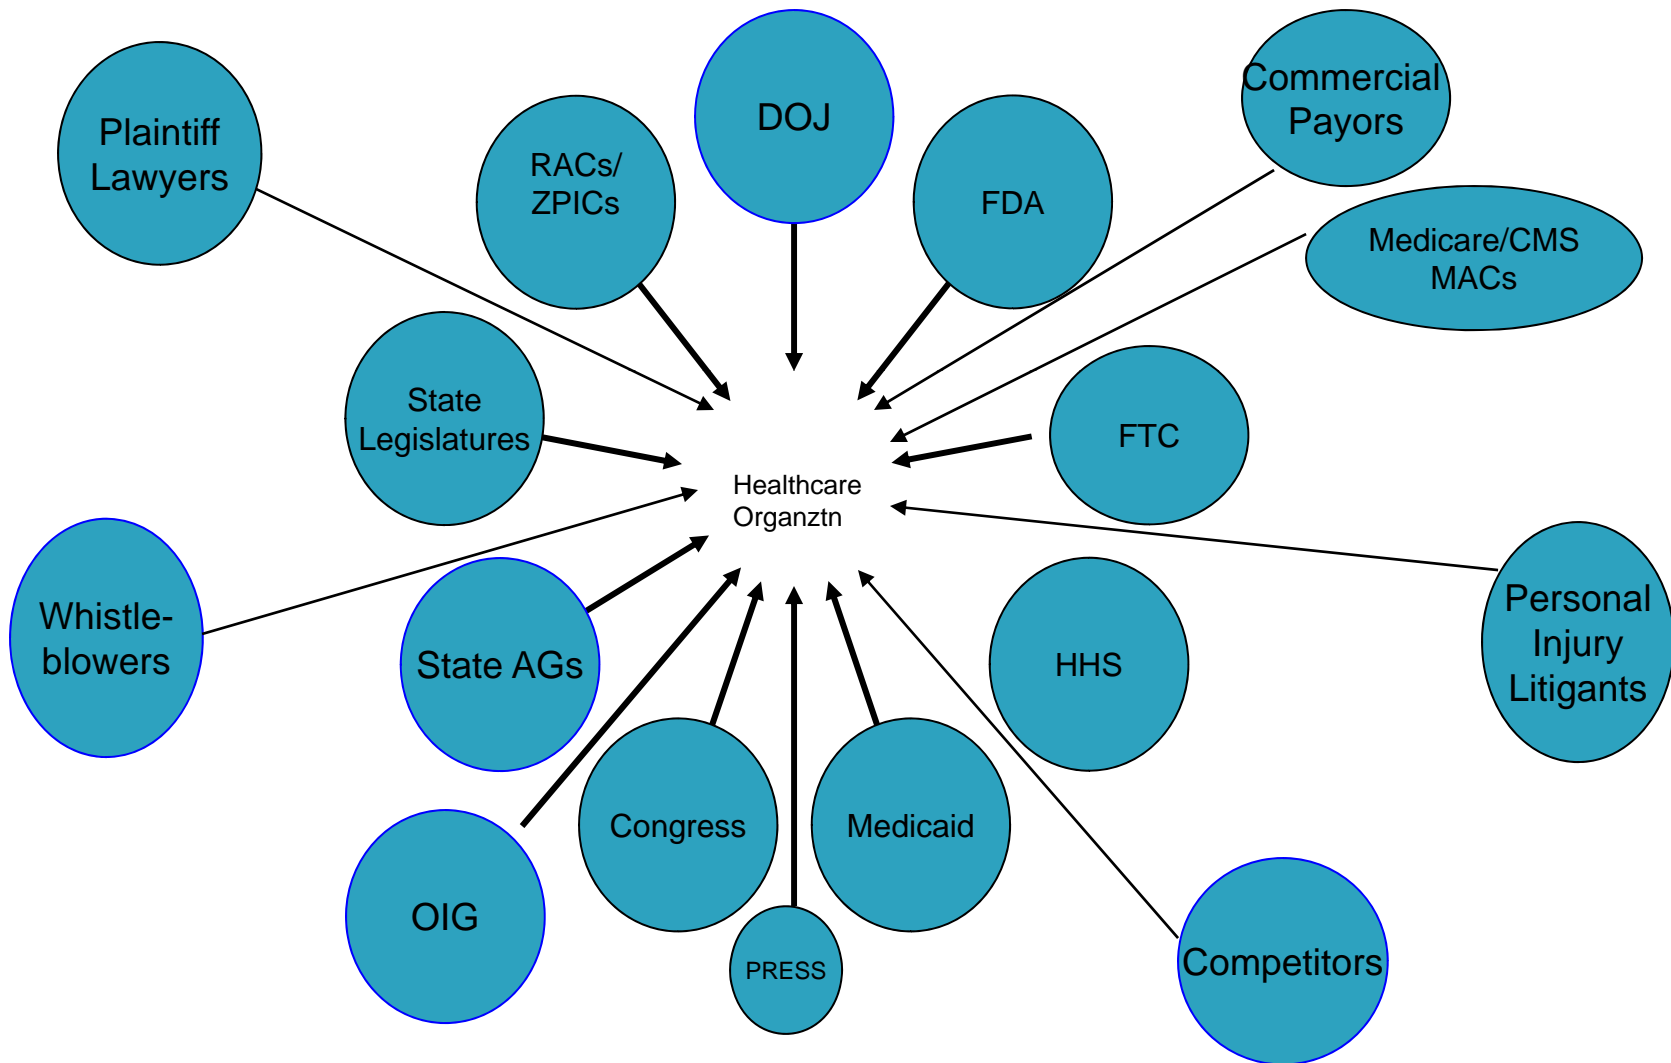 Commercial
Payors
DOJ
Plaintiff
Lawyers
RACs/
ZPICs
FDA
Medicare/CMS
MACs
State
Legislatures
FTC
Healthcare
Organztn
Whistle-
blowers
State AGs
HHS
Personal
Injury
Litigants
Congress
Medicaid
OIG
PRESS
Competitors